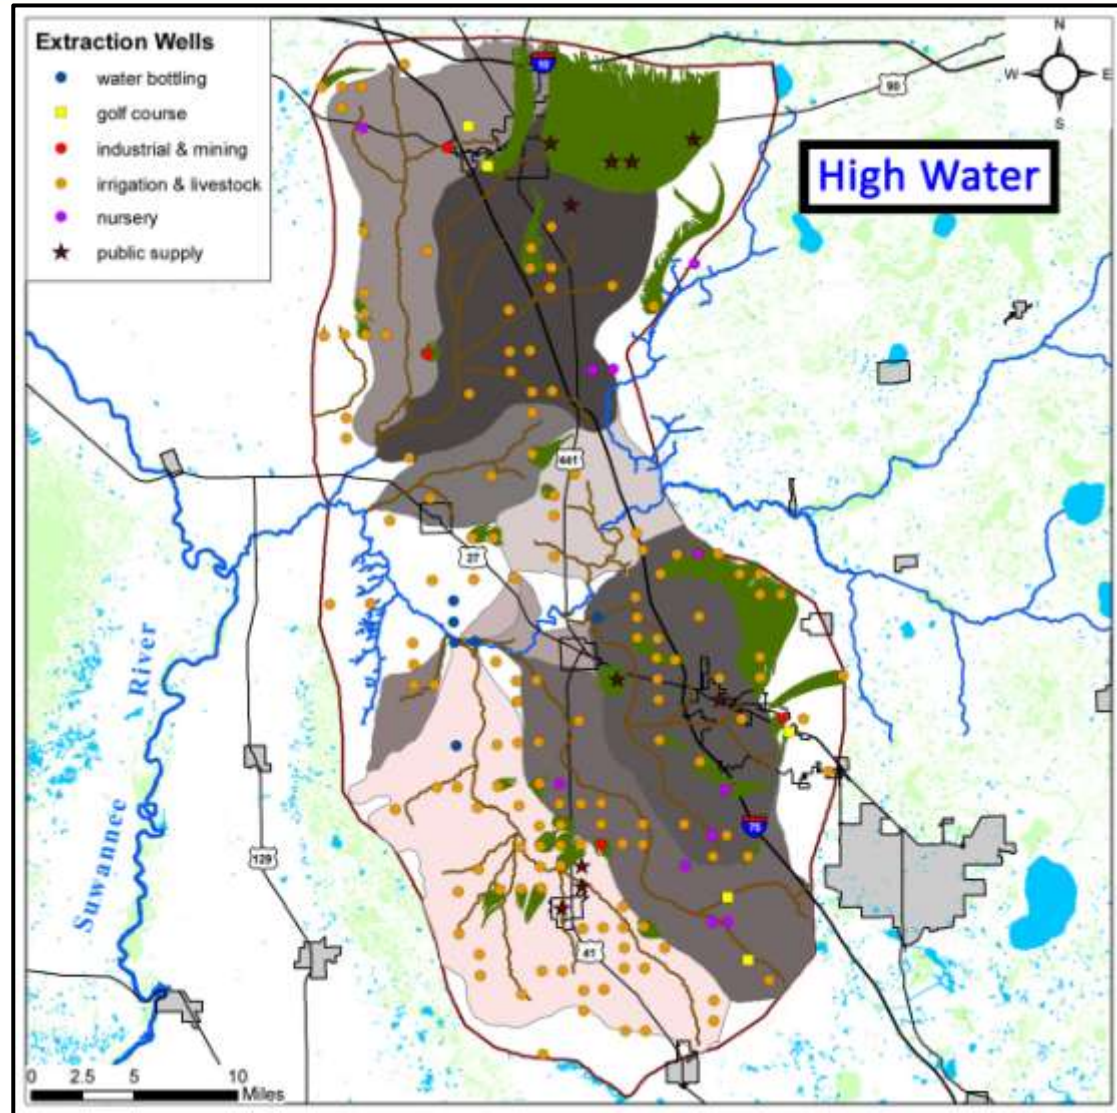 Extraction Wells
water bottling
golf course
industrial & mining
irrigation & livestock
nursery
public supply
N
W
E
S
High Water
10
90
441
27
Suwannee River
129
75
41
0 2.5 5 10
Miles